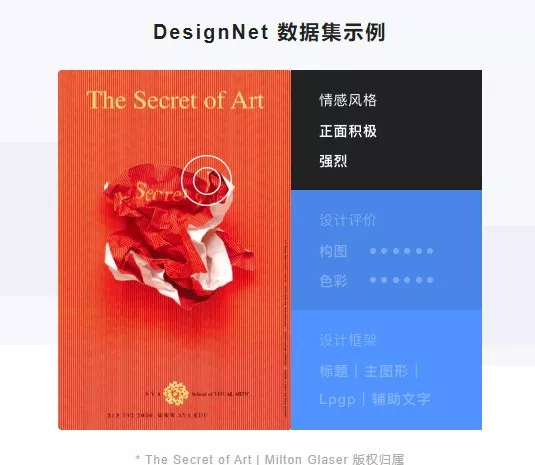 DesignNet 数据集示例
The Secret of Art
Secret
S V A School of VISUAL ARTS
212 592 2050 WWW.SVA.EDU
情感风格
正面积极
强烈
设计评价
构图
色彩
设计框架
标题 | 主图形 |
Lpgp | 辅助文字
* The Secret of Art | Milton Glaser 版权归属